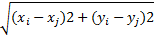 √(x_i − x_j)2 + (y_i − y_j)2